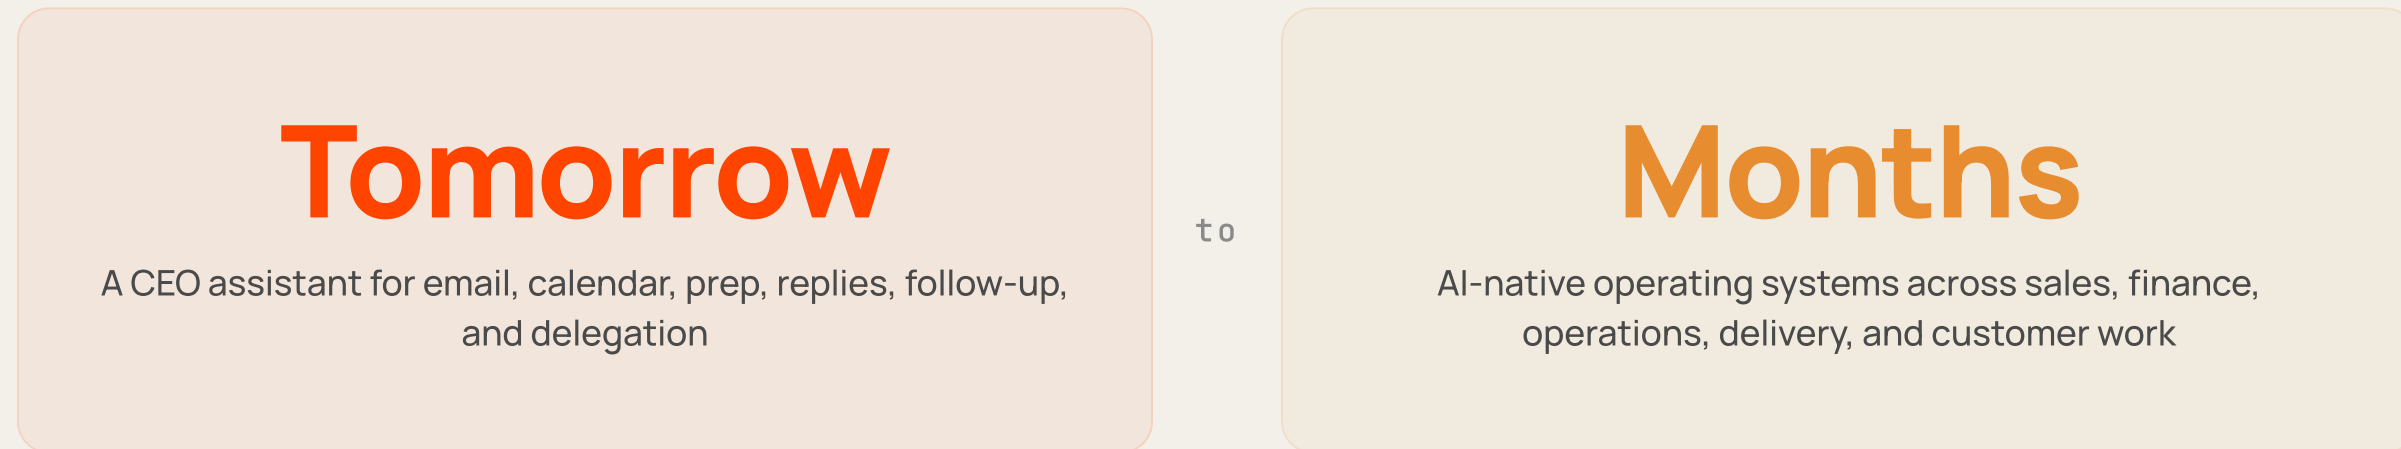 Tomorrow
A CEO assistant for email, calendar, prep, replies, follow-up,
and delegation
to
Months
AI-native operating systems across sales, finance,
operations, delivery, and customer work